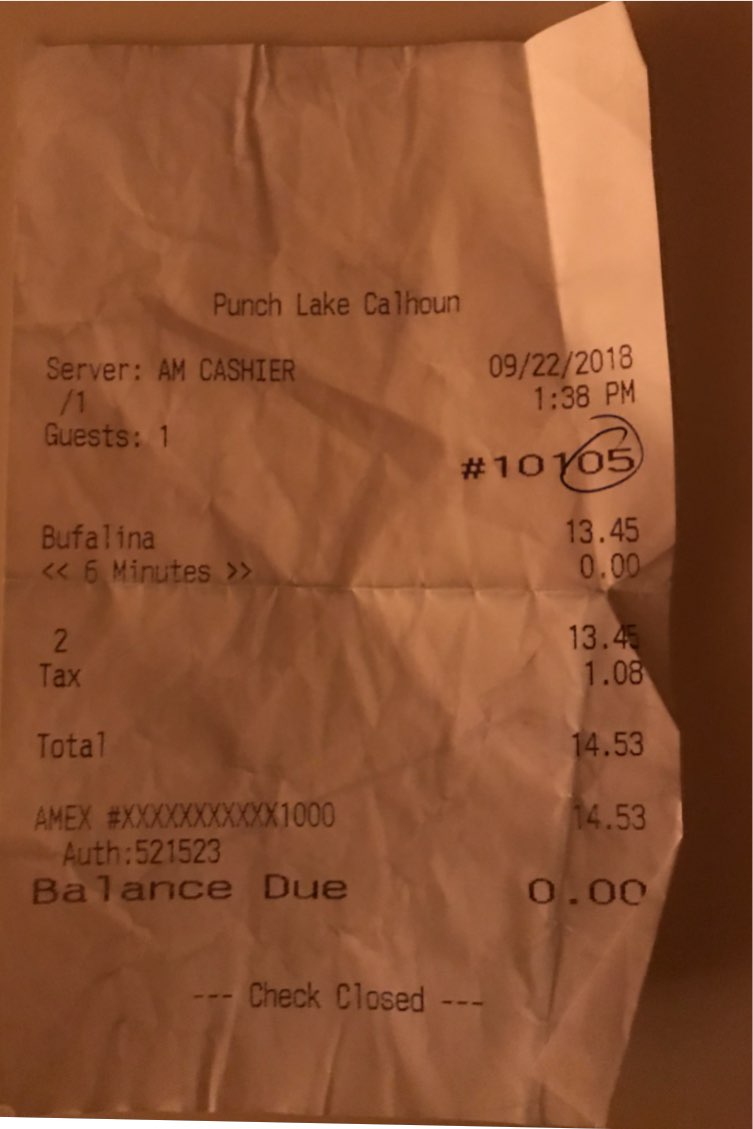 Punch Lake Calhoun
Server: AM CASHIER 09/22/2018
/1 1:38 PM
Guests: 1
#10105
Bufalina 13.45
<< 6 Minutes >> 0.00
2 13.45
Tax 1.08
Total 14.53
AMEX #XXXXXXXXXXX1000 14.53
Auth:521523
Balance Due 0.00
--- Check Closed ---